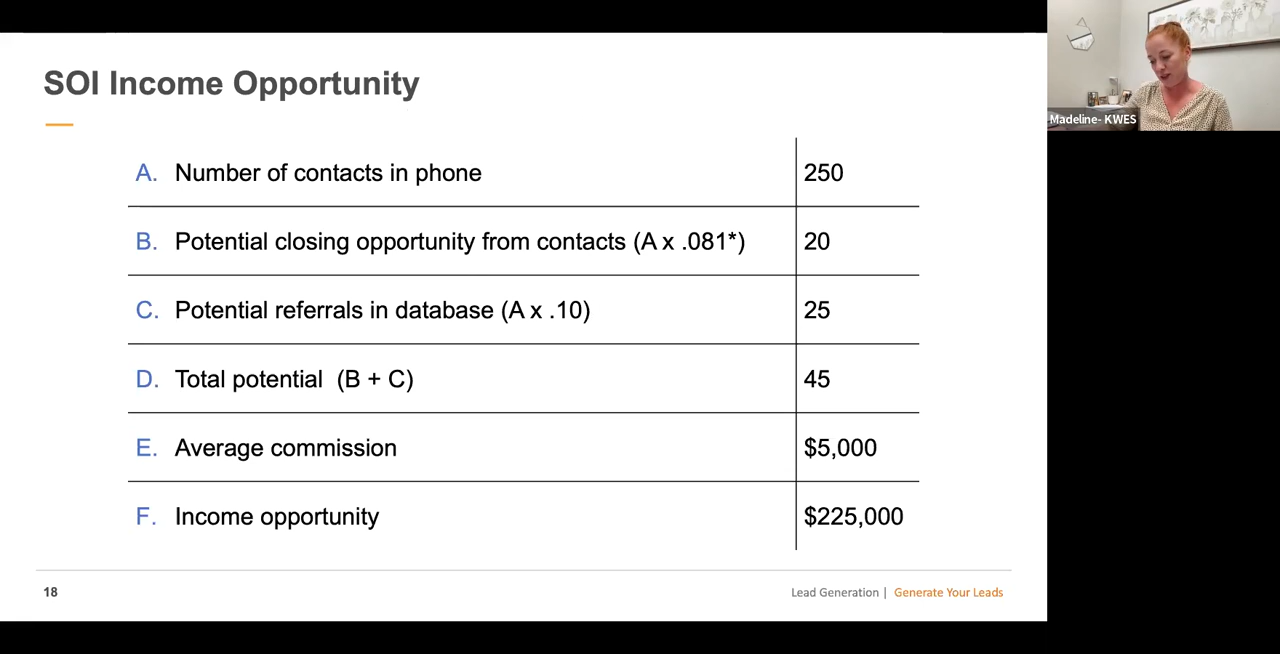 SOI Income Opportunity
A. Number of contacts in phone 250
B. Potential closing opportunity from contacts (A x .081*) 20
C. Potential referrals in database (A x .10) 25
D. Total potential (B + C) 45
E. Average commission $5,000
F. Income opportunity $225,000
18 Lead Generation | Generate Your Leads
Madeline- KWES